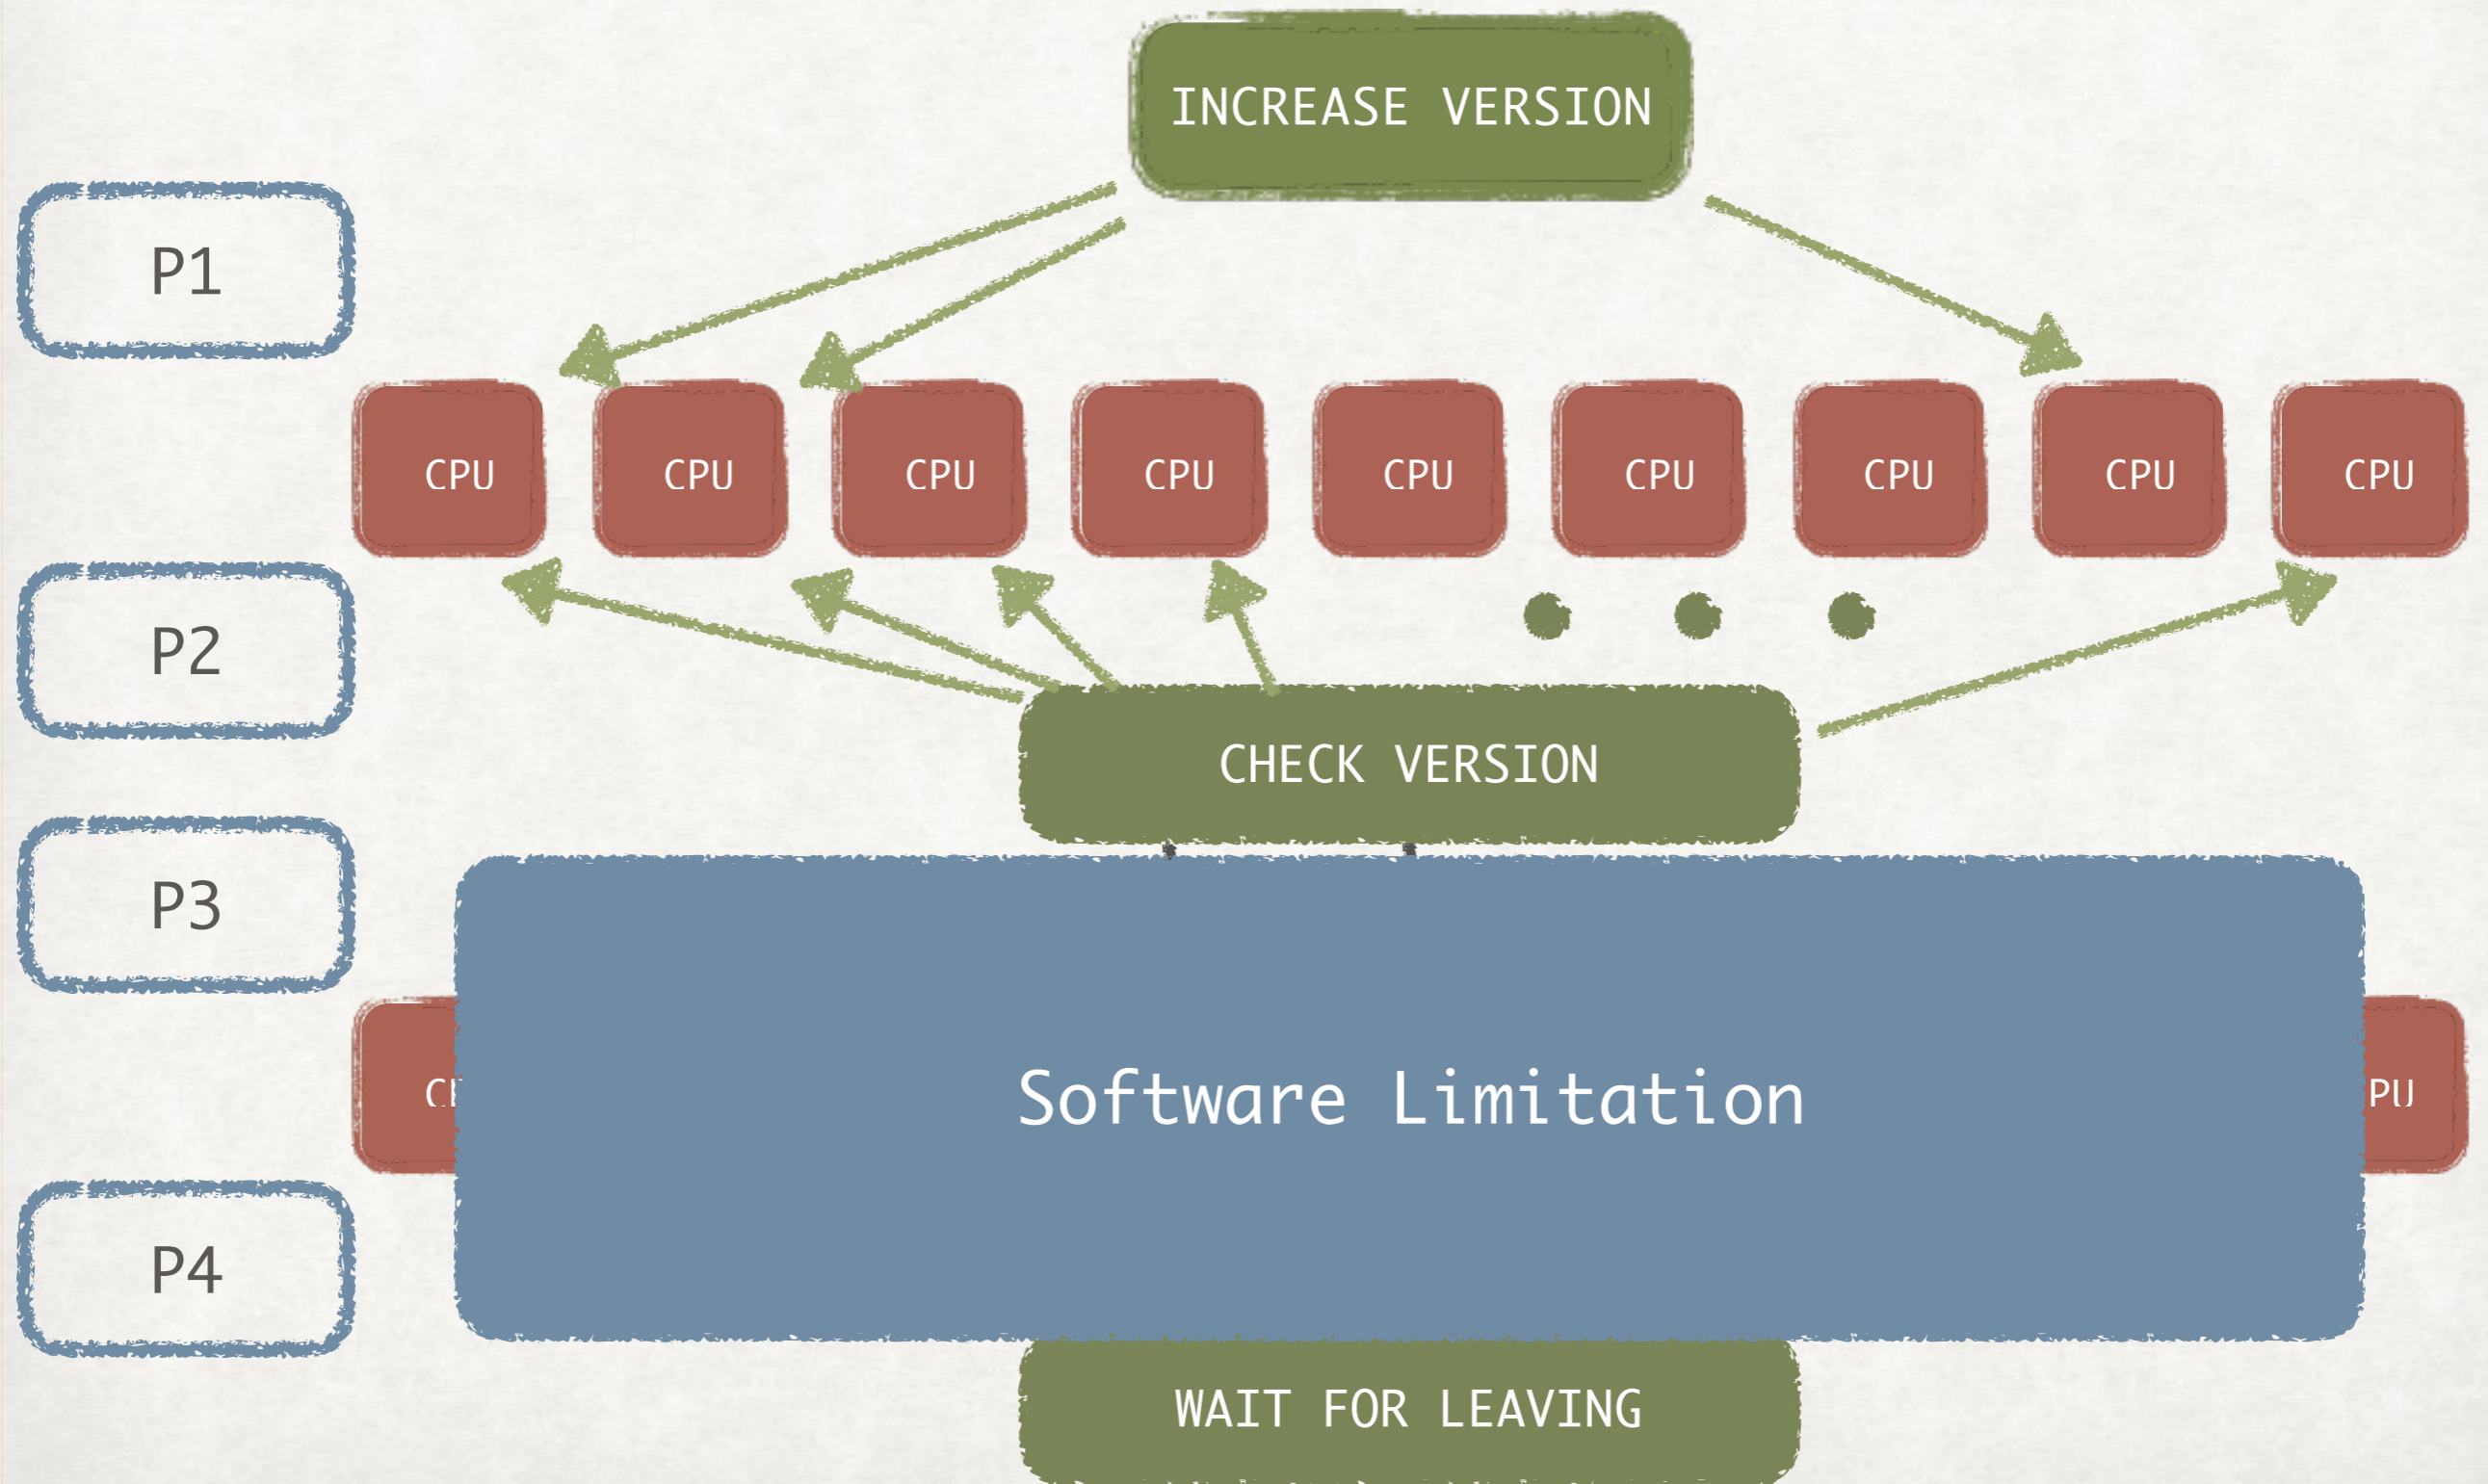 INCREASE VERSION
P1
CPU CPU CPU CPU CPU CPU CPU CPU CPU
P2
CHECK VERSION
P3
Software Limitation
P4
WAIT FOR LEAVING